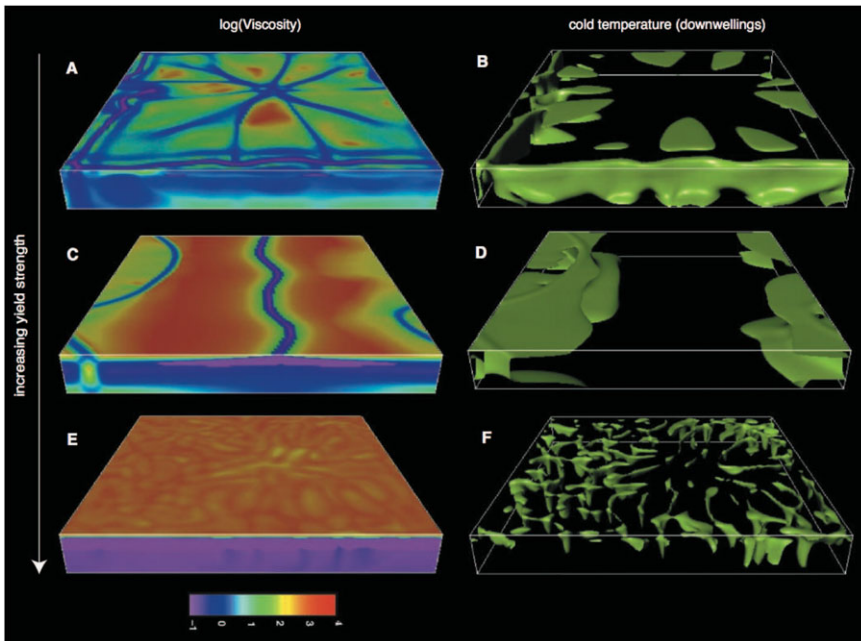 log(Viscosity)
cold temperature (downwellings)
A
B
C
D
E
F
increasing yield strength
-1 0 1 2 3 4